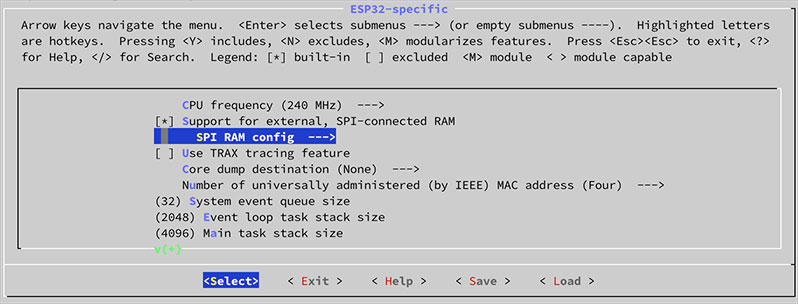 ESP32-specific
Arrow keys navigate the menu.  <Enter> selects submenus ---> (or empty submenus ----).  Highlighted letters
are hotkeys.  Pressing <Y> includes, <N> excludes, <M> modularizes features.  Press <Esc><Esc> to exit, <?>
for Help, </> for Search.  Legend: [*] built-in  [ ] excluded  <M> module  < > module capable
CPU frequency (240 MHz)  --->
[*] Support for external, SPI-connected RAM
SPI RAM config  --->
[ ] Use TRAX tracing feature
Core dump destination (None)  --->
Number of universally administered (by IEEE) MAC address (Four)  --->
(32) System event queue size
(2048) Event loop task stack size
(4096) Main task stack size
v(+)
<Select>    < Exit >    < Help >    < Save >    < Load >